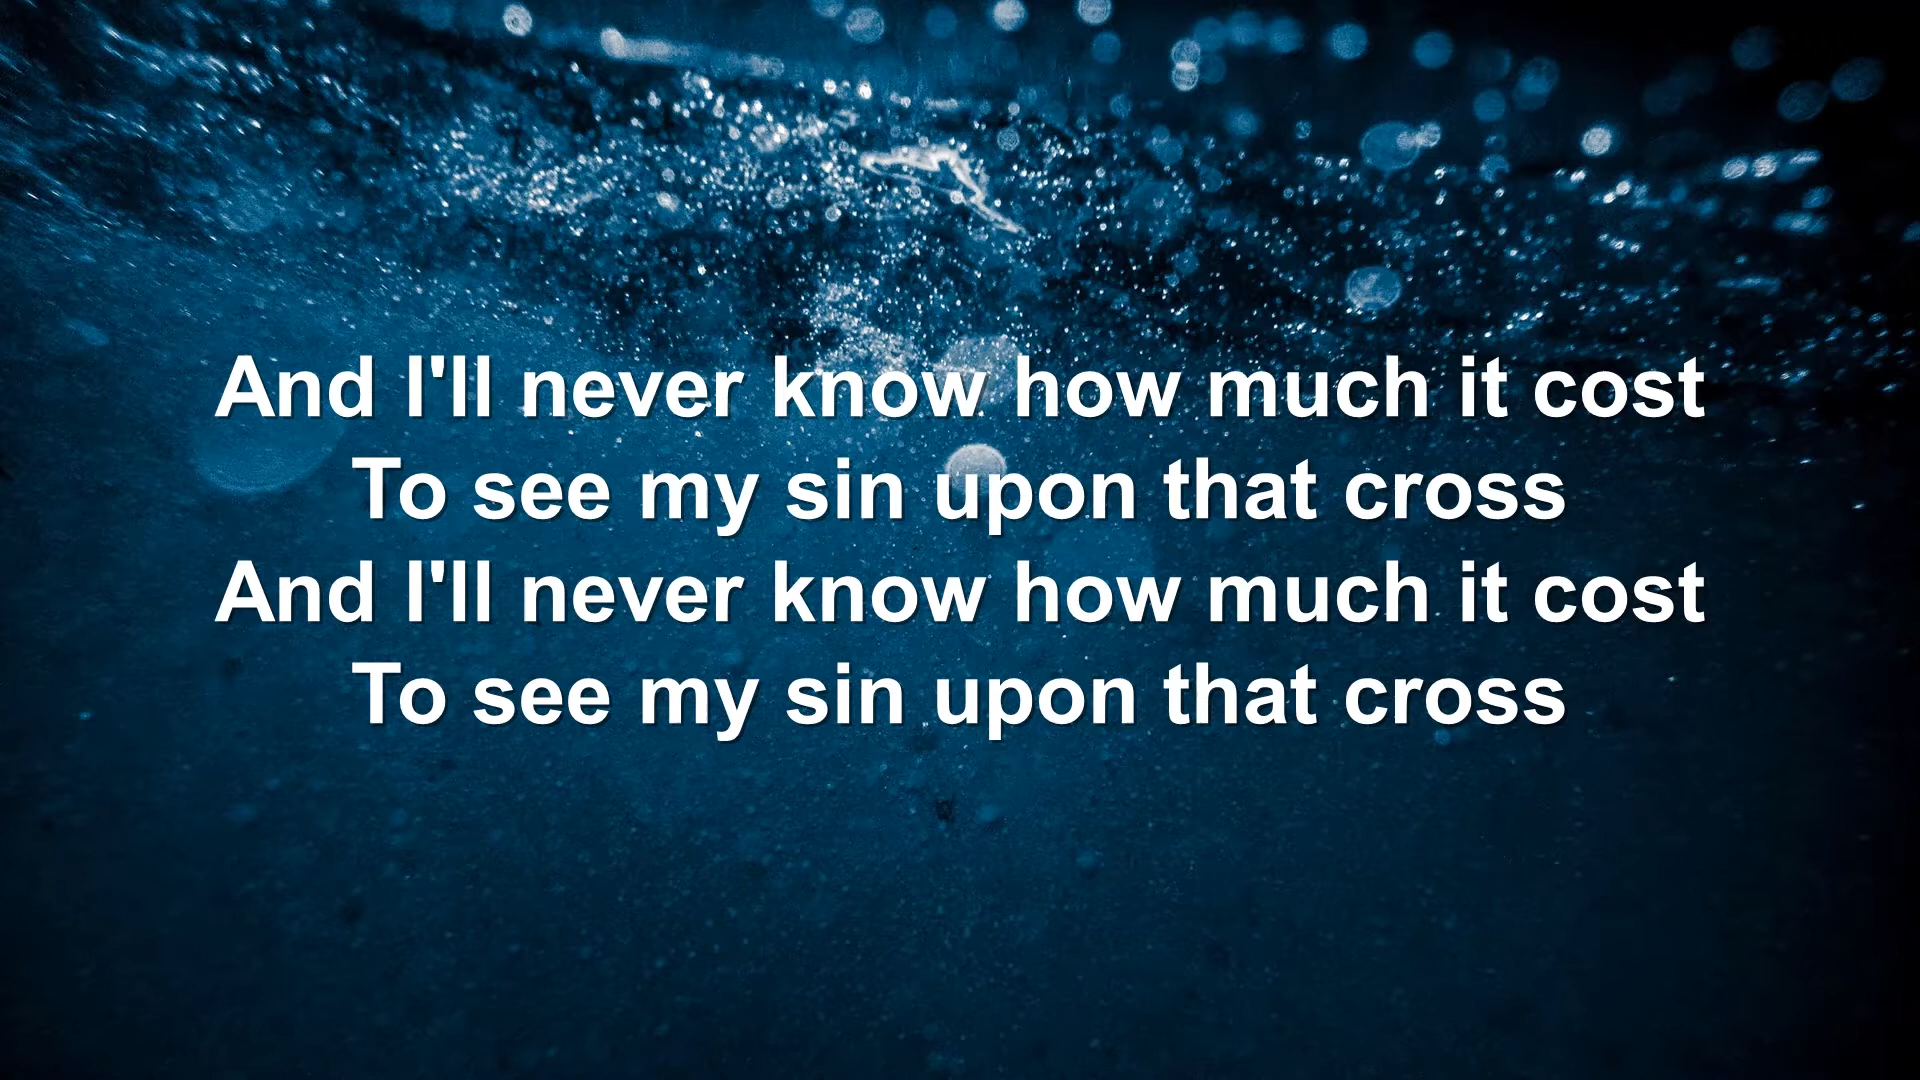 And I'll never know how much it cost
To see my sin upon that cross
And I'll never know how much it cost
To see my sin upon that cross